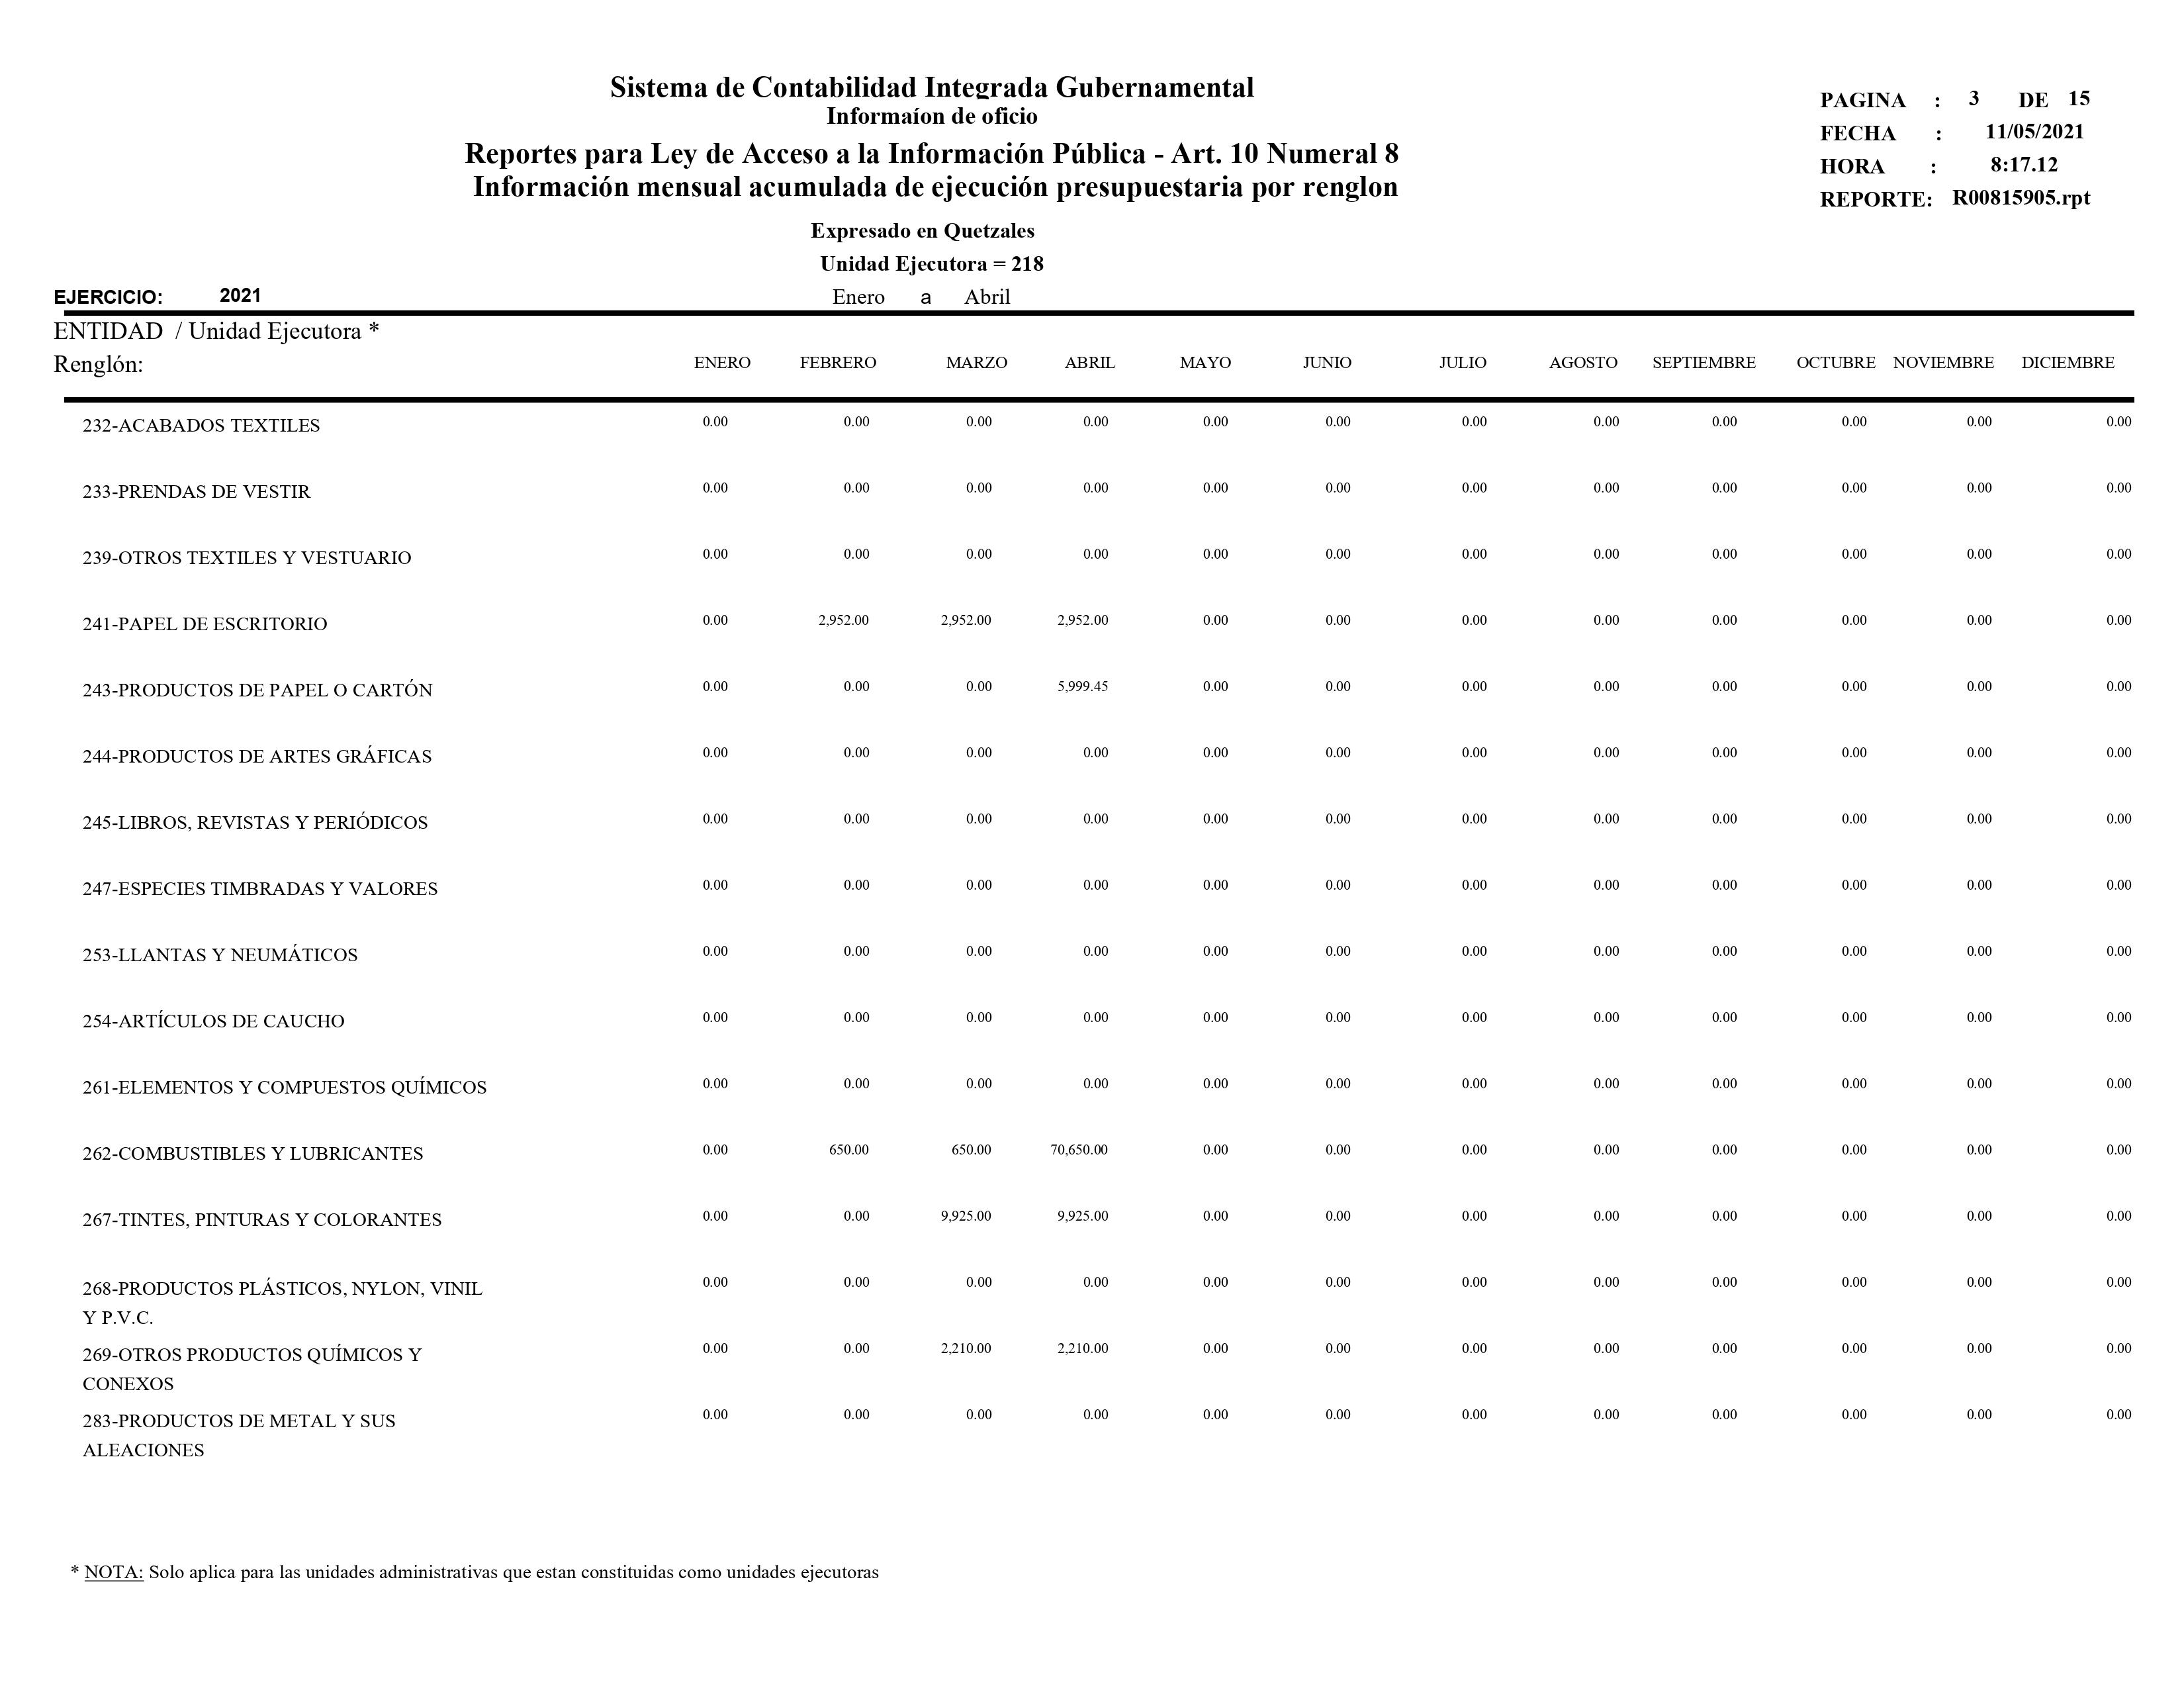 Sistema de Contabilidad Integrada Gubernamental
Informaíon de oficio
Reportes para Ley de Acceso a la Información Pública - Art. 10 Numeral 8
Información mensual acumulada de ejecución presupuestaria por renglon
Expresado en Quetzales
Unidad Ejecutora = 218
PAGINA : 3 DE 15
FECHA : 11/05/2021
HORA : 8:17.12
REPORTE: R00815905.rpt
EJERCICIO: 2021 Enero a Abril
ENTIDAD / Unidad Ejecutora *
Renglón: ENERO FEBRERO MARZO ABRIL MAYO JUNIO JULIO AGOSTO SEPTIEMBRE OCTUBRE NOVIEMBRE DICIEMBRE
232-ACABADOS TEXTILES 0.00 0.00 0.00 0.00 0.00 0.00 0.00 0.00 0.00 0.00 0.00 0.00
233-PRENDAS DE VESTIR 0.00 0.00 0.00 0.00 0.00 0.00 0.00 0.00 0.00 0.00 0.00 0.00
239-OTROS TEXTILES Y VESTUARIO 0.00 0.00 0.00 0.00 0.00 0.00 0.00 0.00 0.00 0.00 0.00 0.00
241-PAPEL DE ESCRITORIO 0.00 2,952.00 2,952.00 2,952.00 0.00 0.00 0.00 0.00 0.00 0.00 0.00 0.00
243-PRODUCTOS DE PAPEL O CARTÓN 0.00 0.00 0.00 5,999.45 0.00 0.00 0.00 0.00 0.00 0.00 0.00 0.00
244-PRODUCTOS DE ARTES GRÁFICAS 0.00 0.00 0.00 0.00 0.00 0.00 0.00 0.00 0.00 0.00 0.00 0.00
245-LIBROS, REVISTAS Y PERIÓDICOS 0.00 0.00 0.00 0.00 0.00 0.00 0.00 0.00 0.00 0.00 0.00 0.00
247-ESPECIES TIMBRADAS Y VALORES 0.00 0.00 0.00 0.00 0.00 0.00 0.00 0.00 0.00 0.00 0.00 0.00
253-LLANTAS Y NEUMÁTICOS 0.00 0.00 0.00 0.00 0.00 0.00 0.00 0.00 0.00 0.00 0.00 0.00
254-ARTÍCULOS DE CAUCHO 0.00 0.00 0.00 0.00 0.00 0.00 0.00 0.00 0.00 0.00 0.00 0.00
261-ELEMENTOS Y COMPUESTOS QUÍMICOS 0.00 0.00 0.00 0.00 0.00 0.00 0.00 0.00 0.00 0.00 0.00 0.00
262-COMBUSTIBLES Y LUBRICANTES 0.00 650.00 650.00 70,650.00 0.00 0.00 0.00 0.00 0.00 0.00 0.00 0.00
267-TINTES, PINTURAS Y COLORANTES 0.00 0.00 9,925.00 9,925.00 0.00 0.00 0.00 0.00 0.00 0.00 0.00 0.00
268-PRODUCTOS PLÁSTICOS, NYLON, VINIL 0.00 0.00 0.00 0.00 0.00 0.00 0.00 0.00 0.00 0.00 0.00 0.00
Y P.V.C.
269-OTROS PRODUCTOS QUÍMICOS Y 0.00 0.00 2,210.00 2,210.00 0.00 0.00 0.00 0.00 0.00 0.00 0.00 0.00
CONEXOS
283-PRODUCTOS DE METAL Y SUS 0.00 0.00 0.00 0.00 0.00 0.00 0.00 0.00 0.00 0.00 0.00 0.00
ALEACIONES
* NOTA: Solo aplica para las unidades administrativas que estan constituidas como unidades ejecutoras